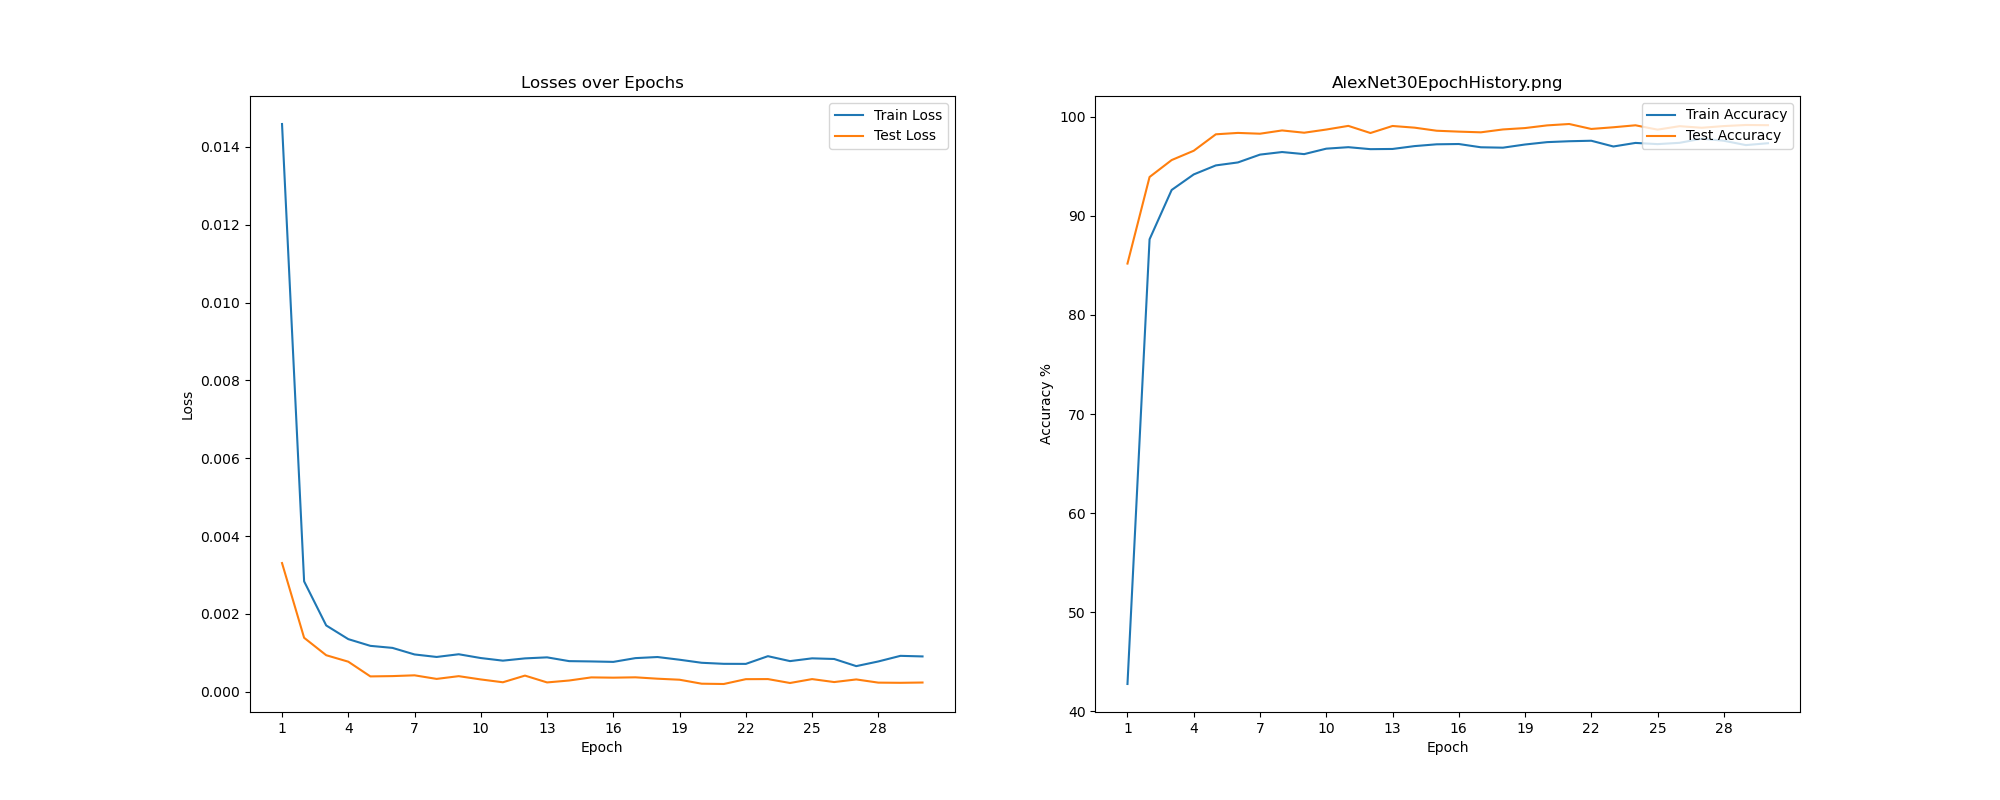 Losses over Epochs
Train Loss
Test Loss
0.014
0.012
0.010
0.008
0.006
0.004
0.002
0.000
Loss
1 4 7 10 13 16 19 22 25 28
Epoch
AlexNet30EpochHistory.png
Train Accuracy
Test Accuracy
100
90
80
70
60
50
40
Accuracy %
1 4 7 10 13 16 19 22 25 28
Epoch